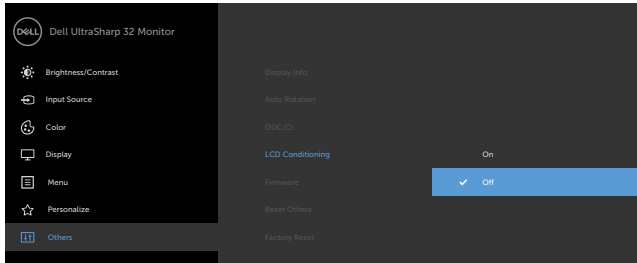 DELL Dell UltraSharp 32 Monitor
Brightness/Contrast Display Info
Input Source Auto Rotation
Color DDC/CI
Display LCD Conditioning On
Menu Firmware Off
Personalize Reset Others
Others Factory Reset